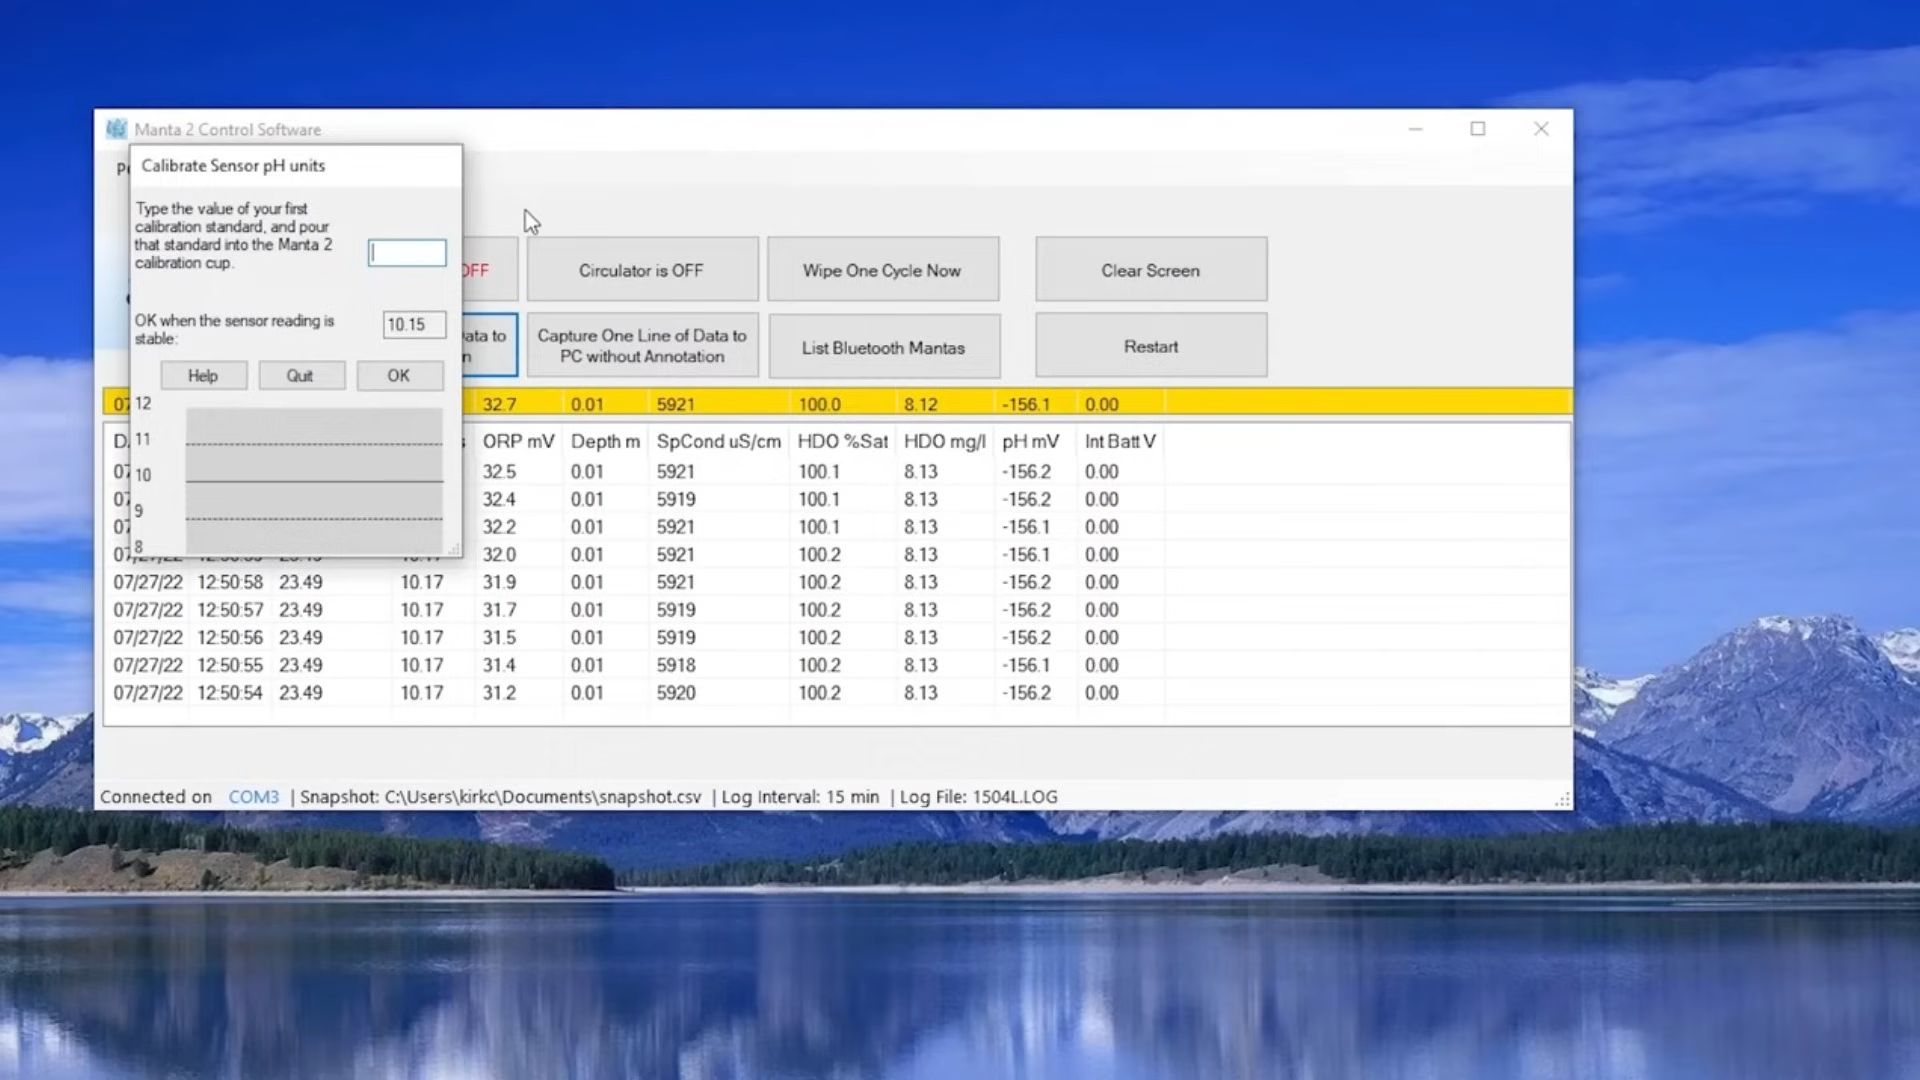 Manta 2 Control Software
Calibrate Sensor pH units
Type the value of your first
calibration standard, and pour
that standard into the Manta 2
calibration cup.
OK when the sensor reading is
stable:
10.15
Help Quit OK
12
11
10
9
8
OFF
Circulator is OFF
Wipe One Cycle Now
Clear Screen
Capture One Line of Data to
PC without Annotation
List Bluetooth Mantas
Restart
07 32.7 0.01 5921 100.0 8.12 -156.1 0.00
ORP mV Depth m SpCond uS/cm HDO %Sat HDO mg/l pH mV Int Batt V
07 32.5 0.01 5921 100.1 8.13 -156.2 0.00
07 32.4 0.01 5919 100.1 8.13 -156.2 0.00
07 32.2 0.01 5921 100.1 8.13 -156.1 0.00
32.0 0.01 5921 100.2 8.13 -156.1 0.00
07/27/22 12:50:58 23.49 10.17 31.9 0.01 5921 100.2 8.13 -156.2 0.00
07/27/22 12:50:57 23.49 10.17 31.7 0.01 5919 100.2 8.13 -156.2 0.00
07/27/22 12:50:56 23.49 10.17 31.5 0.01 5919 100.2 8.13 -156.2 0.00
07/27/22 12:50:55 23.49 10.17 31.4 0.01 5918 100.2 8.13 -156.1 0.00
07/27/22 12:50:54 23.49 10.17 31.2 0.01 5920 100.2 8.13 -156.2 0.00
Connected on COM3 | Snapshot: C:\Users\kirkc\Documents\snapshot.csv | Log Interval: 15 min | Log File: 1504L.LOG